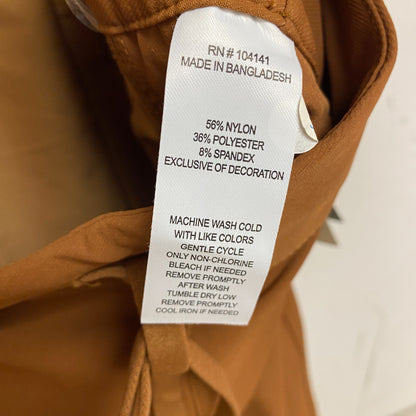 RN# 104141
MADE IN BANGLADESH
56% NYLON
36% POLYESTER
8% SPANDEX
EXCLUSIVE OF DECORATION
MACHINE WASH COLD
WITH LIKE COLORS
GENTLE CYCLE
ONLY NON-CHLORINE
BLEACH IF NEEDED
REMOVE PROMPTLY
AFTER WASH
TUMBLE DRY LOW
REMOVE PROMPTLY
COOL IRON IF NEEDED